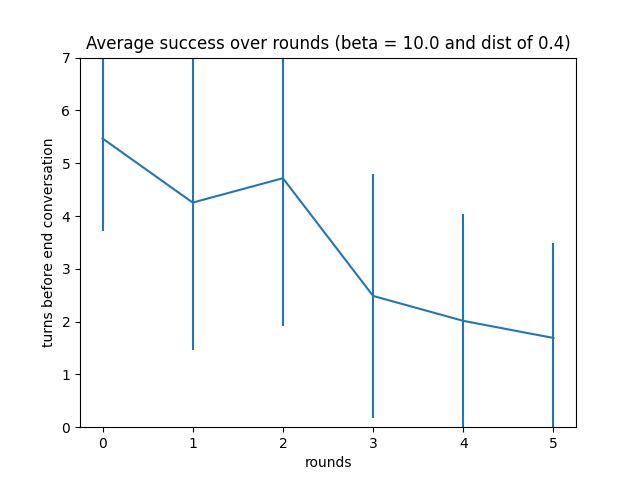 Average success over rounds (beta = 10.0 and dist of 0.4)
turns before end conversation
7
6
5
4
3
2
1
0
0 1 2 3 4 5
rounds